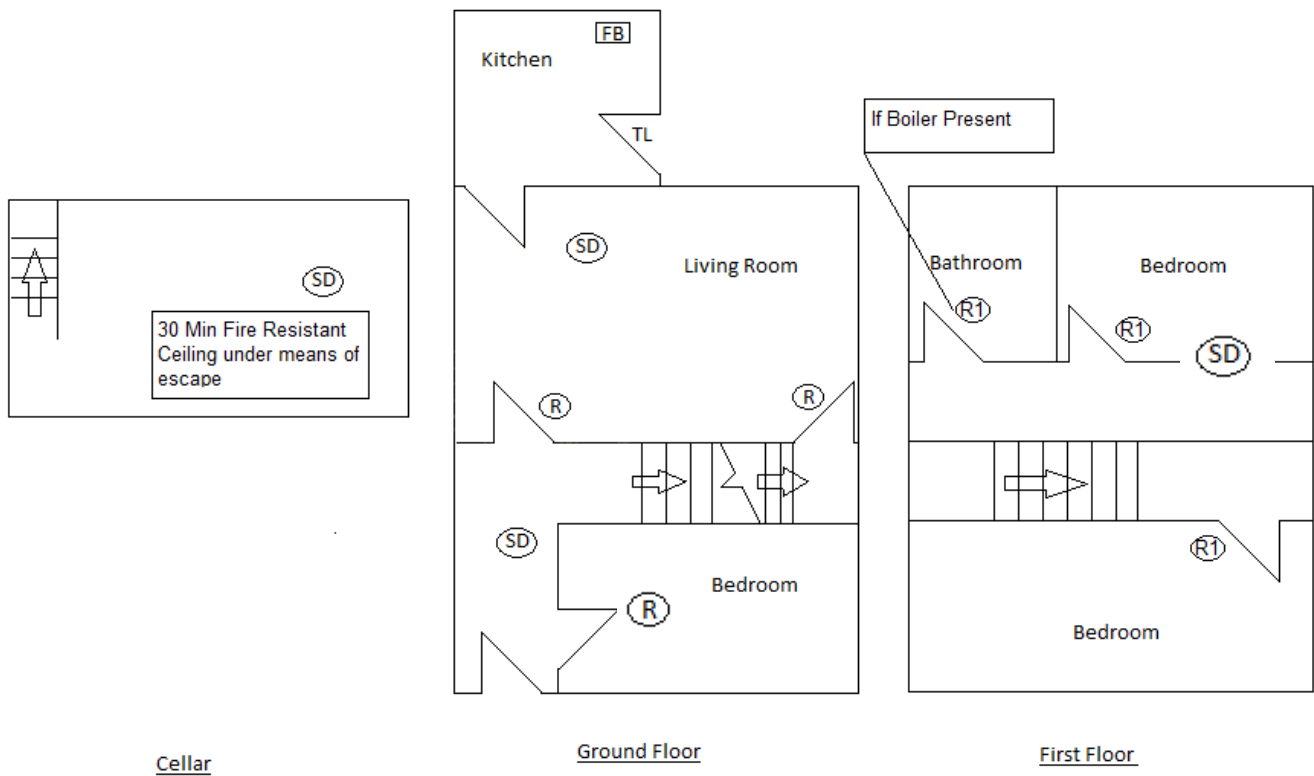 FB
Kitchen
TL
SD
Living Room
R
R
SD
R
Bedroom
Ground Floor
SD
30 Min Fire Resistant
Ceiling under means of
escape
Cellar
If Boiler Present
Bathroom
Bedroom
R1
R1
SD
R1
Bedroom
First Floor